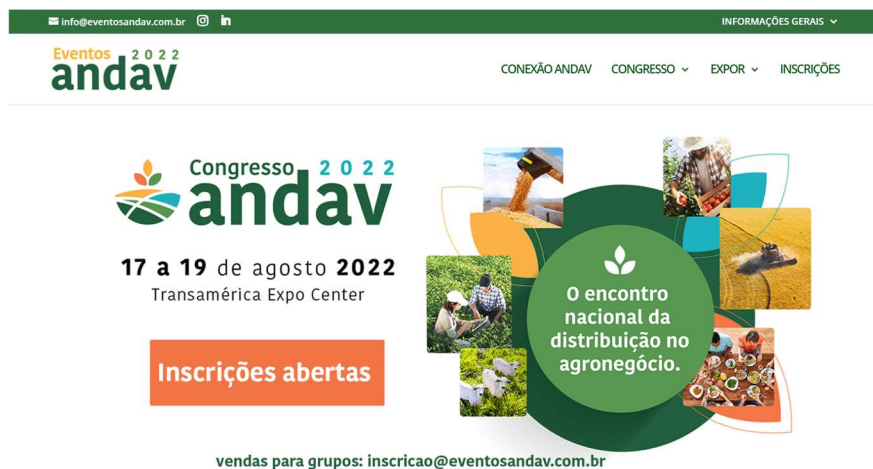 info@eventosandav.com.br
INFORMAÇÕES GERAIS
Eventos 2022
andav
CONEXÃO ANDAV CONGRESSO EXPOR INSCRIÇÕES
Congresso 2022
andav
17 a 19 de agosto 2022
Transamérica Expo Center
Inscrições abertas
O encontro
nacional da
distribuição no
agronegócio.
vendas para grupos: inscricao@eventosandav.com.br